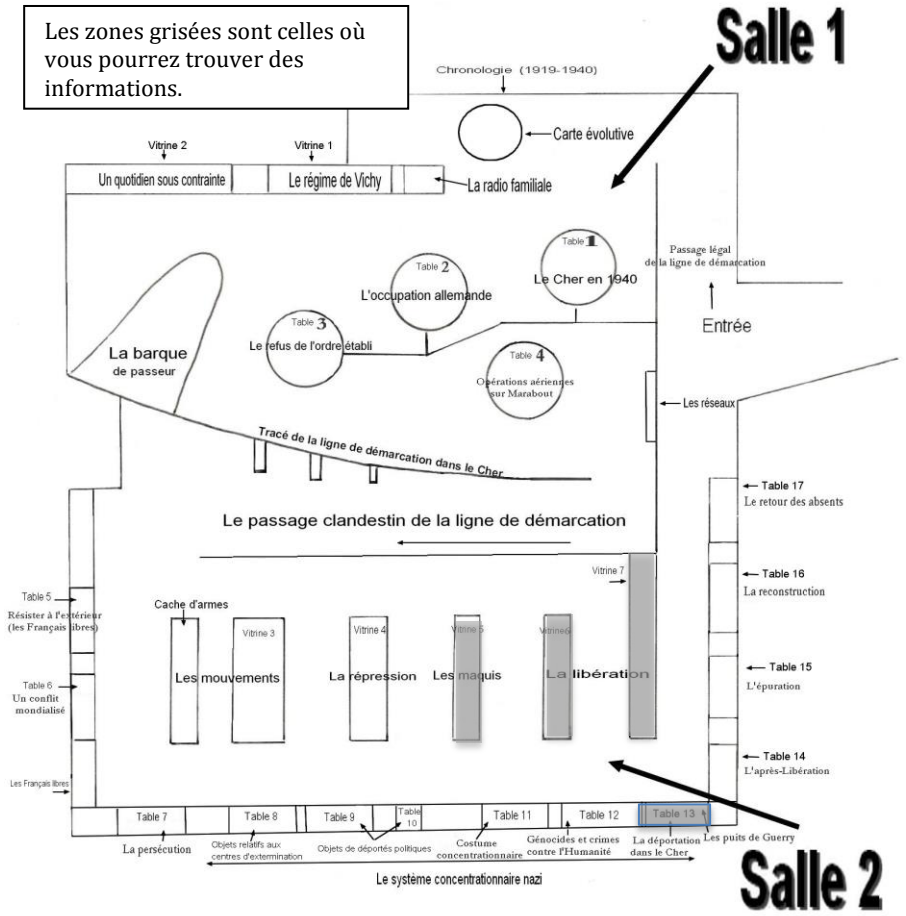 Les zones grisées sont celles où
vous pourrez trouver des
informations.
Salle 1
Chronologie (1919-1940)
Carte évolutive
Vitrine 2
Vitrine 1
Un quotidien sous contrainte
Le régime de Vichy
La radio familiale
Table 1
Le Cher en 1940
Passage légal
de la ligne de démarcation
Entrée
Table 2
L'occupation allemande
Table 3
Le refus de l'ordre établi
Table 4
Opérations aériennes
sur Marabout
La barque
de passeur
Les réseaux
Tracé de la ligne de démarcation dans le Cher
Le passage clandestin de la ligne de démarcation
Table 17
Le retour des absents
Vitrine 7
Table 16
La reconstruction
Table 5
Résister à l'extérieur
(les Français libres)
Cache d'armes
Vitrine 3
Vitrine 4
Vitrine 5
Vitrine6
Les mouvements
La répression
Les maquis
La libération
Table 15
L'épuration
Table 6
Un conflit
mondialisé
Table 14
L'après-Libération
Les Français libres
Table 7
Table 8
Table 9
Table
10
Table 11
Table 12
Table 13
La persécution
Objets relatifs aux
centres d'extermination
Objets de déportés politiques
Costume
concentrationnaire
Génocides et crimes
contre l'Humanité
La déportation
dans le Cher
Les puits de Guerry
Le système concentrationnaire nazi
Salle 2